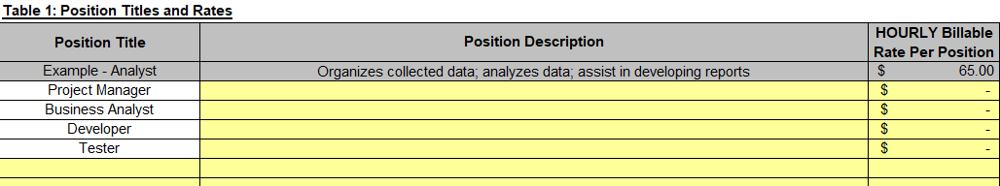 Table 1: Position Titles and Rates
Position Title Position Description HOURLY Billable
Rate Per Position
Example - Analyst Organizes collected data; analyzes data; assist in developing reports $ 65.00
Project Manager $ -
Business Analyst $ -
Developer $ -
Tester $ -